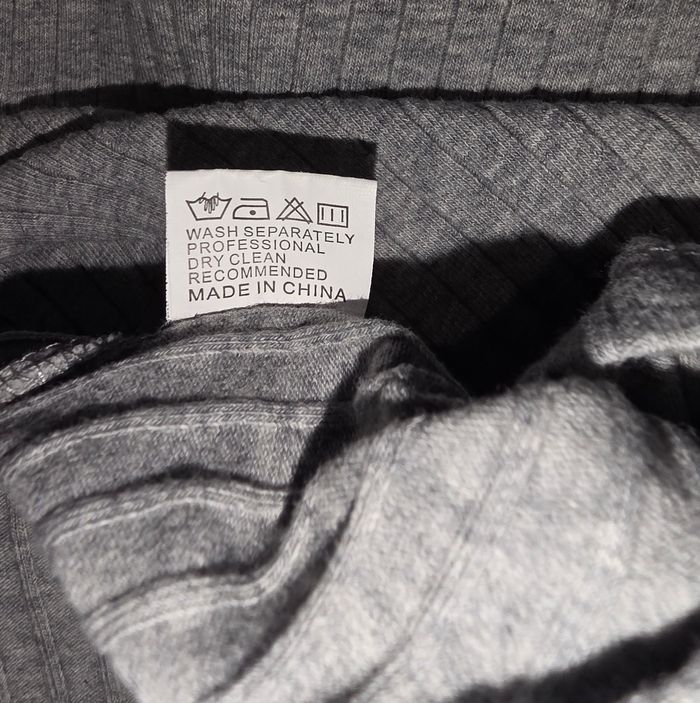 WASH SEPARATELY
PROFESSIONAL
DRY CLEAN
RECOMMENDED
MADE IN CHINA